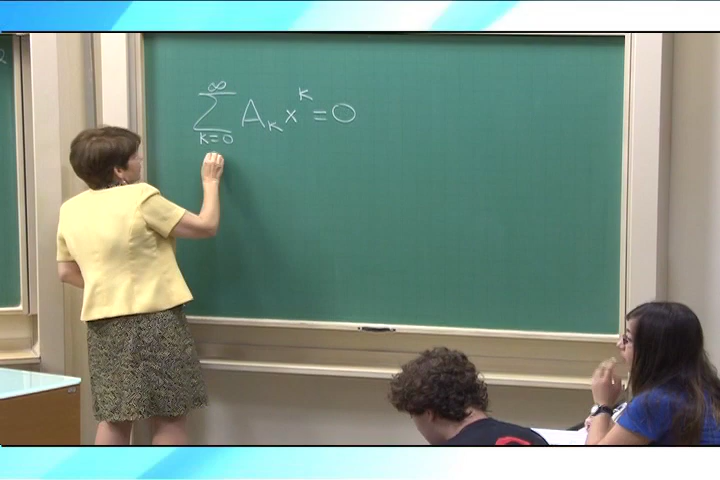 ∞
∑ A_k x^k = 0
k=0